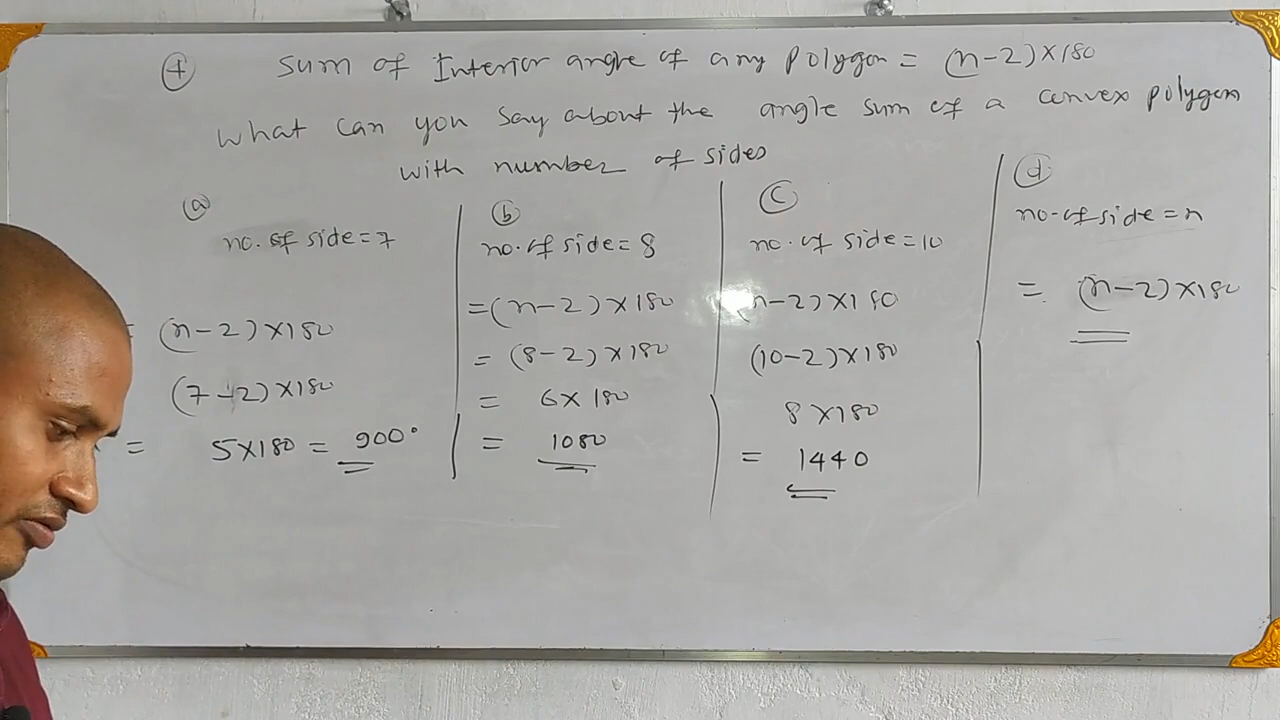 ④ Sum of Interior angle of any polygon = (n-2)×180
What can you say about the angle sum of a convex polygon
with number of sides
ⓐ
no. of side=7
= (n-2)×180
(7-2)×180
= 5×180 = 900°
ⓑ
no. of side= 8
=(n-2)×180
= (8-2)×180
= 6×180
= 1080
ⓒ
no. of side=10
n-2)×180
(10-2)×180
8×180
= 1440
ⓓ
no-of side=n
= (n-2)×180